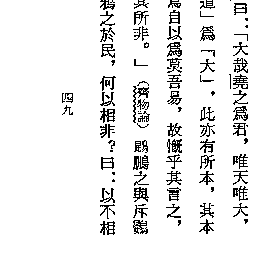 曰：「大哉堯之爲君，唯天唯大，
道」爲「大」，此亦有所本，其本
爲自以爲莫吾易，故慨乎其言之，
其所非。」（齊物論）鵾鵬之與斥鷃
鴉之於民，何以相非？曰：以不相
四九